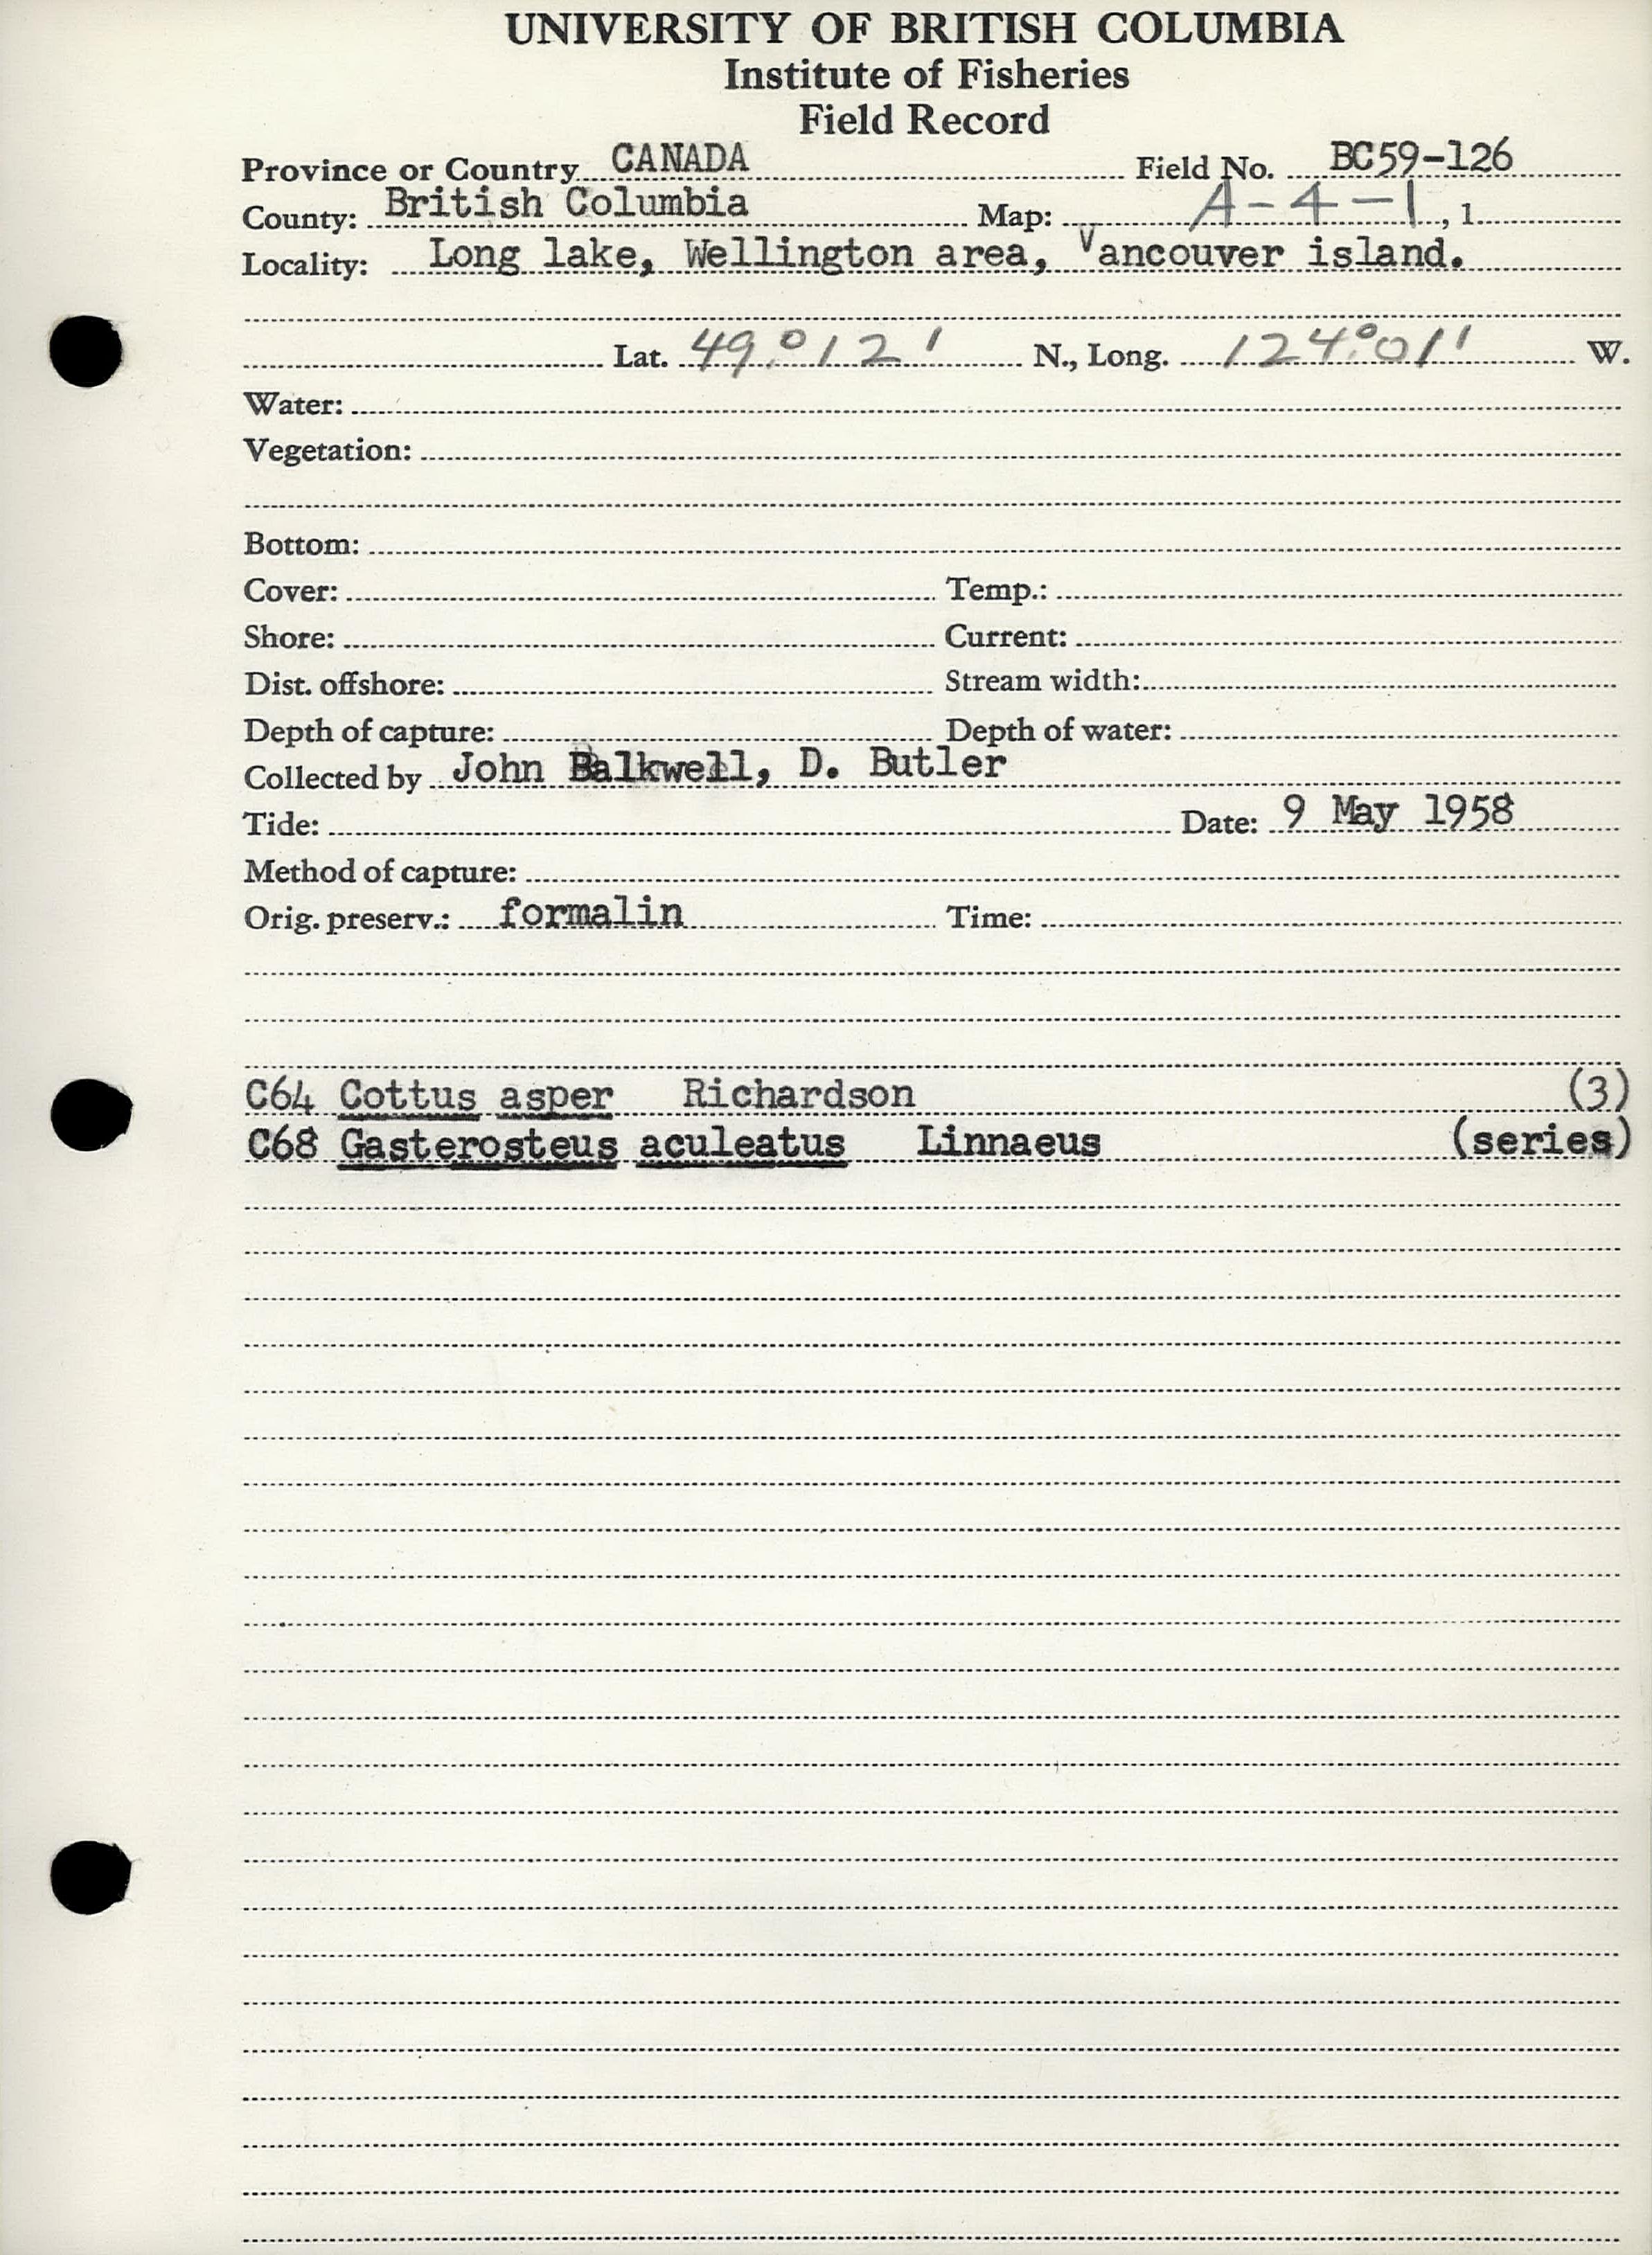 UNIVERSITY OF BRITISH COLUMBIA
Institute of Fisheries
Field Record
Province or Country CANADA Field No. BC59-126
County: British Columbia Map: A-4-1, 1
Locality: Long lake, Wellington area, Vancouver island.
Lat. 49°12' N., Long. 124°01' W.
Water:
Vegetation:
Bottom:
Cover: Temp.:
Shore: Current:
Dist. offshore: Stream width:
Depth of capture: Depth of water:
Collected by John Balkwell, D. Butler
Tide: Date: 9 May 1958
Method of capture:
Orig. preserv.: formalin Time:
C64 Cottus asper Richardson (3)
C68 Gasterosteus aculeatus Linnaeus (series)